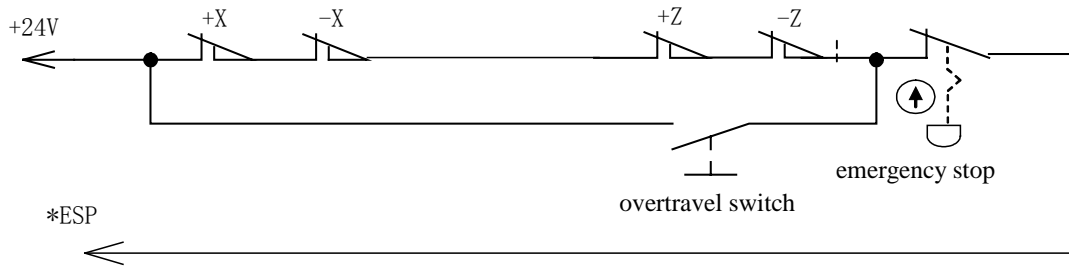 +24V
+X
−X
+Z
−Z
emergency stop
overtravel switch
*ESP